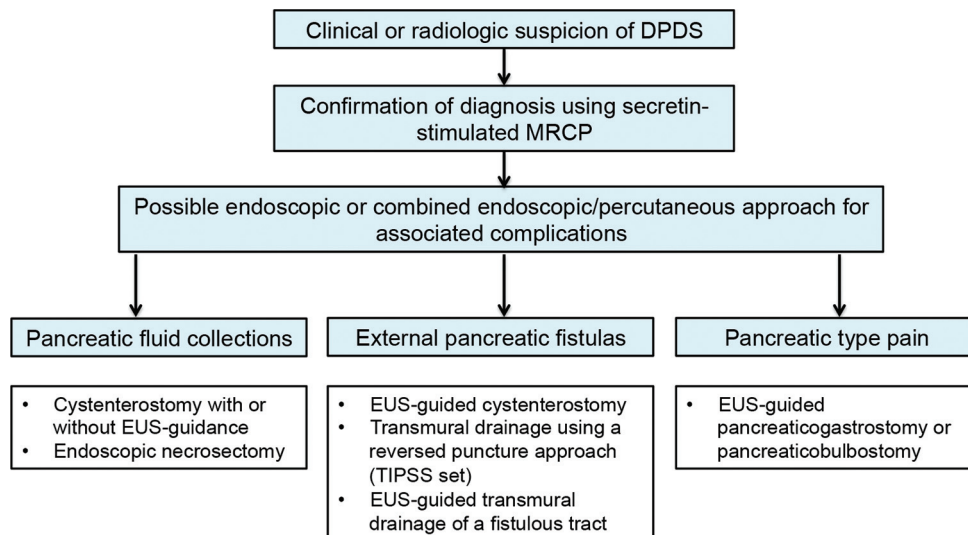 Clinical or radiologic suspicion of DPDS
Confirmation of diagnosis using secretin-
stimulated MRCP
Possible endoscopic or combined endoscopic/percutaneous approach for
associated complications
Pancreatic fluid collections
• Cystenterostomy with or
without EUS-guidance
• Endoscopic necrosectomy
External pancreatic fistulas
• EUS-guided cystenterostomy
• Transmural drainage using a
reversed puncture approach
(TIPSS set)
• EUS-guided transmural
drainage of a fistulous tract
Pancreatic type pain
• EUS-guided
pancreaticogastrostomy or
pancreaticobulbostomy